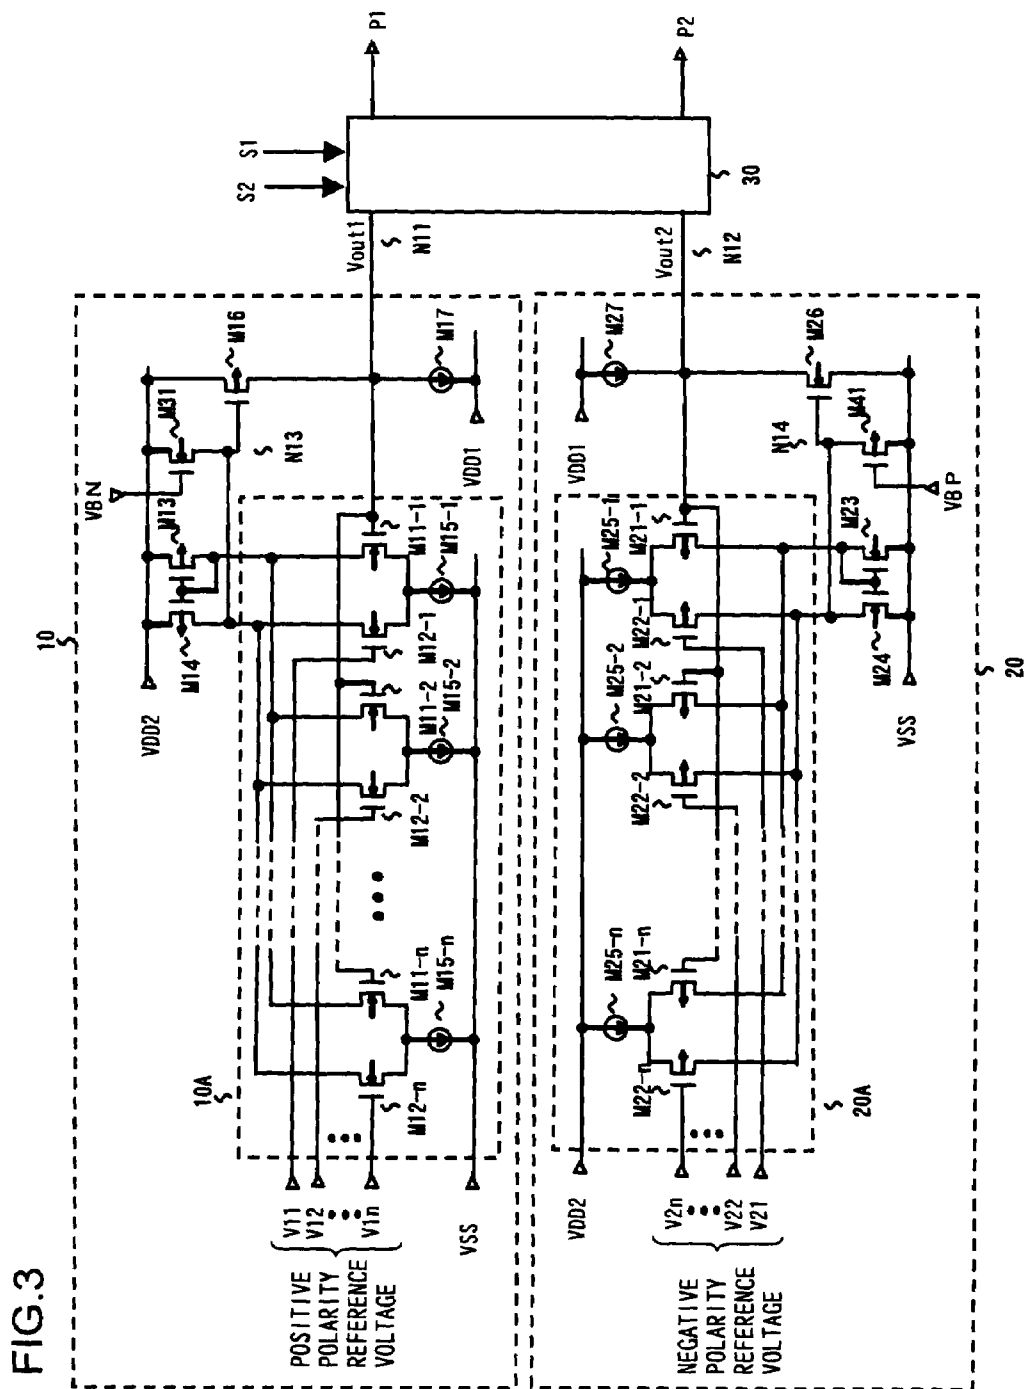 FIG.3
10
VDD2
M14
M13
VBN
M31
M16
N13
10A
V11
V12
V1n
POSITIVE
POLARITY
REFERENCE
VOLTAGE
M12-n
M11-n
M15-n
M12-2
M11-2
M15-2
M12-1
M11-1
M15-1
VSS
M17
VDD1
Vout1
N11
S2
S1
P1
P2
30
Vout2
N12
VDD1
M27
M26
N14
M41
VBP
M23
M24
VSS
20
VDD2
M25-n
M21-n
M22-n
M25-2
M21-2
M22-2
M25-1
M21-1
M22-1
20A
V2n
V22
V21
NEGATIVE
POLARITY
REFERENCE
VOLTAGE